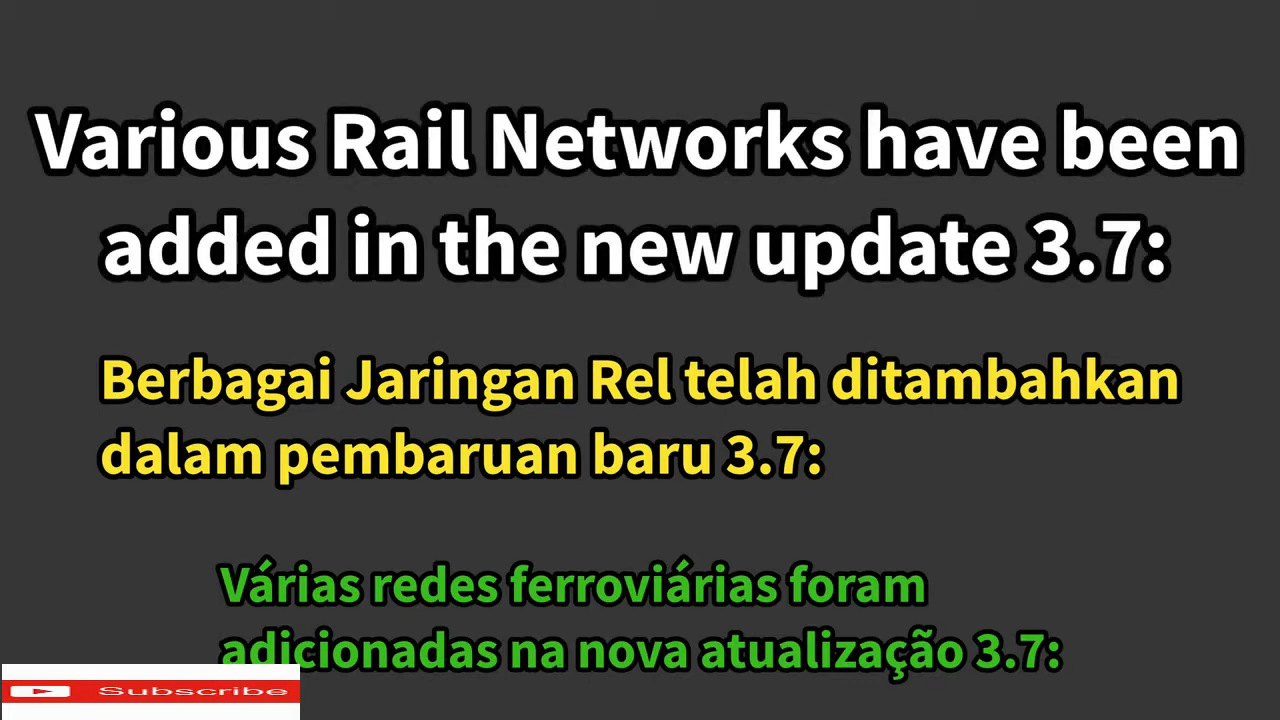 Various Rail Networks have been
added in the new update 3.7:
Berbagai Jaringan Rel telah ditambahkan
dalam pembaruan baru 3.7:
Várias redes ferroviárias foram
adicionadas na nova atualização 3.7:
Subscribe